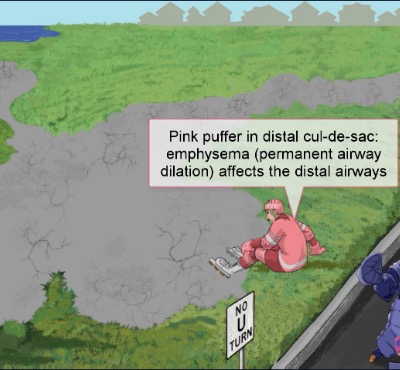 Pink puffer in distal cul-de-sac:
emphysema (permanent airway
dilation) affects the distal airways
NO
U
TURN